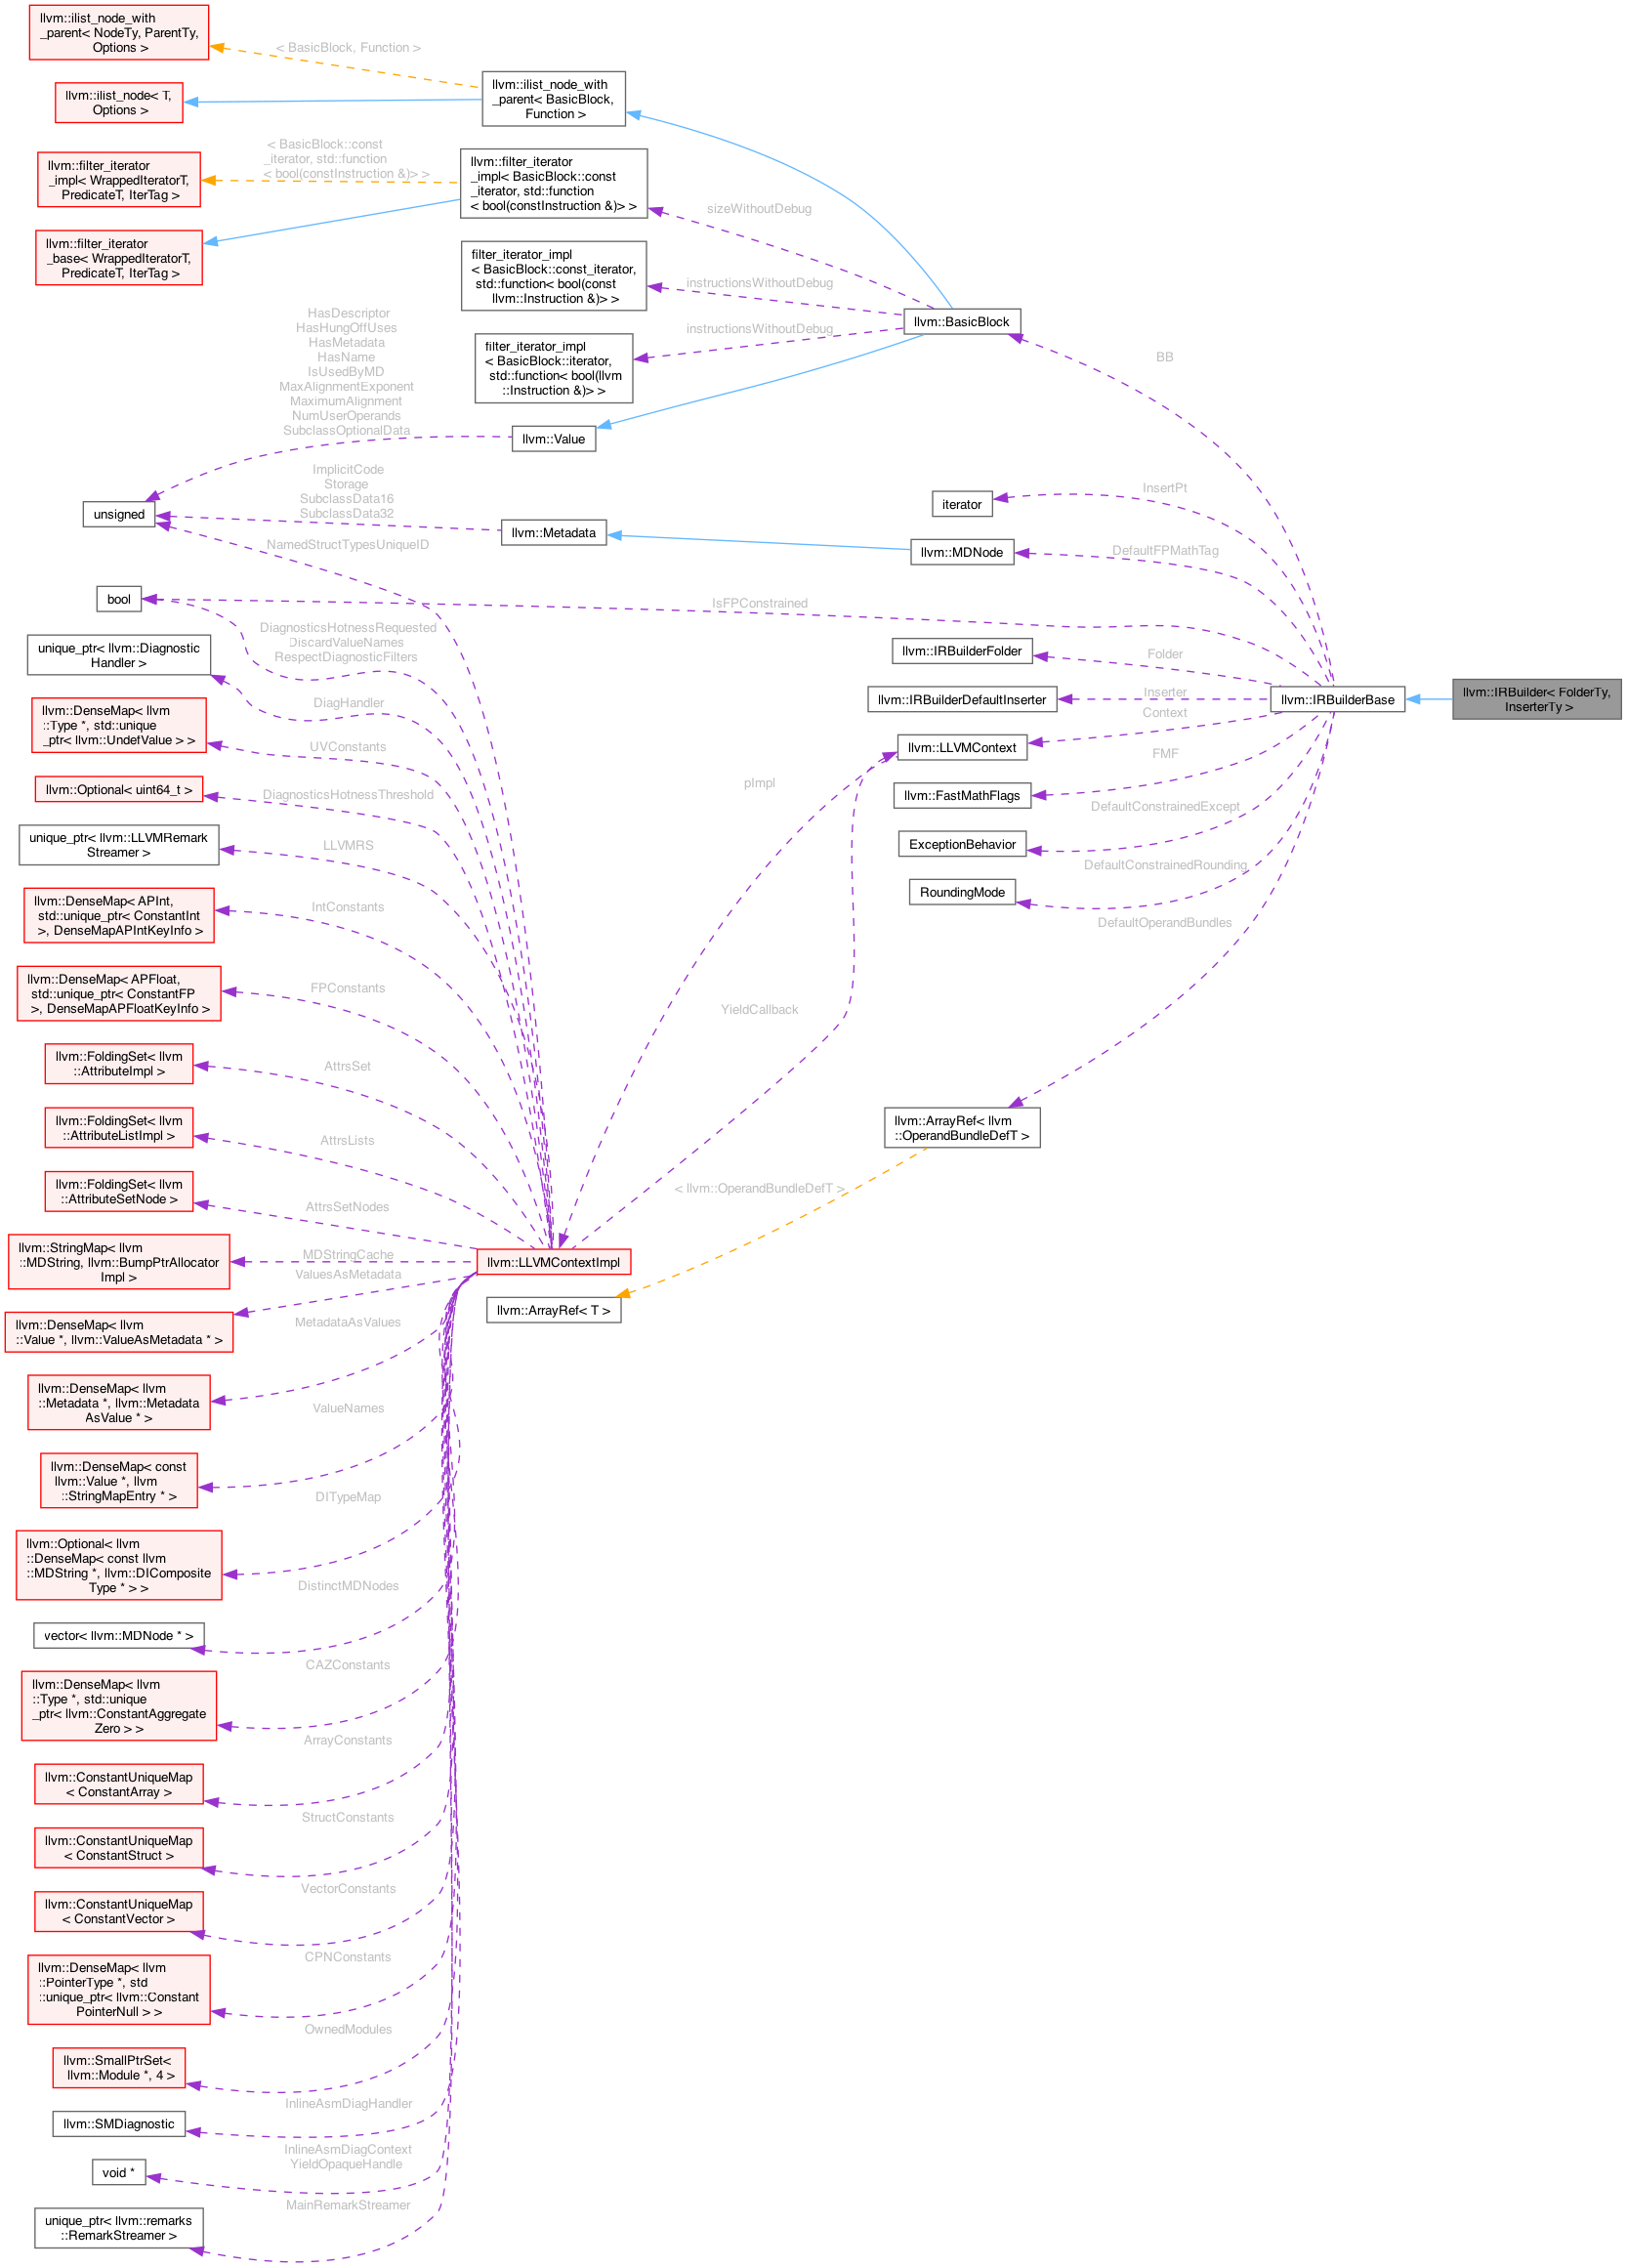 llvm::ilist_node_with
_parent< NodeTy, ParentTy,
Options >
< BasicBlock, Function >
llvm::ilist_node< T,
Options >
llvm::ilist_node_with
_parent< BasicBlock,
Function >
llvm::filter_iterator
_impl< WrappedIteratorT,
PredicateT, IterTag >
< BasicBlock::const
_iterator, std::function
< bool(constInstruction &)> >
llvm::filter_iterator
_impl< BasicBlock::const
_iterator, std::function
< bool(constInstruction &)> >
llvm::filter_iterator
_base< WrappedIteratorT,
PredicateT, IterTag >
sizeWithoutDebug
filter_iterator_impl
< BasicBlock::const_iterator,
std::function< bool(const
llvm::Instruction &)> >
instructionsWithoutDebug
filter_iterator_impl
< BasicBlock::iterator,
std::function< bool(llvm
::Instruction &)> >
instructionsWithoutDebug
llvm::BasicBlock
BB
HasDescriptor
HasHungOffUses
HasMetadata
HasName
IsUsedByMD
MaxAlignmentExponent
MaximumAlignment
NumUserOperands
SubclassOptionalData
llvm::Value
ImplicitCode
Storage
SubclassData16
SubclassData32
unsigned
llvm::Metadata
iterator
InsertPt
llvm::MDNode
DefaultFPMathTag
NamedStructTypesUniqueID
bool
IsFPConstrained
DiagnosticsHotnessRequested
DiscardValueNames
RespectDiagnosticFilters
unique_ptr< llvm::Diagnostic
Handler >
DiagHandler
llvm::IRBuilderFolder
Folder
llvm::IRBuilderDefaultInserter
Inserter
llvm::IRBuilderBase
llvm::IRBuilder< FolderTy,
InserterTy >
llvm::DenseMap< llvm
::Type *, std::unique
_ptr< llvm::UndefValue > >
UVConstants
llvm::LLVMContext
Context
pImpl
FMF
llvm::Optional< uint64_t >
DiagnosticsHotnessThreshold
llvm::FastMathFlags
DefaultConstrainedExcept
unique_ptr< llvm::LLVMRemark
Streamer >
LLVMRS
ExceptionBehavior
DefaultConstrainedRounding
RoundingMode
llvm::DenseMap< APInt,
std::unique_ptr< ConstantInt
>, DenseMapAPIntKeyInfo >
IntConstants
DefaultOperandBundles
llvm::DenseMap< APFloat,
std::unique_ptr< ConstantFP
>, DenseMapAPFloatKeyInfo >
FPConstants
YieldCallback
llvm::FoldingSet< llvm
::AttributeImpl >
AttrsSet
llvm::FoldingSet< llvm
::AttributeListImpl >
AttrsLists
llvm::ArrayRef< llvm
::OperandBundleDefT >
llvm::FoldingSet< llvm
::AttributeSetNode >
AttrsSetNodes
< llvm::OperandBundleDefT >
llvm::StringMap< llvm
::MDString, llvm::BumpPtrAllocator
Impl >
MDStringCache
llvm::LLVMContextImpl
ValuesAsMetadata
llvm::ArrayRef< T >
llvm::DenseMap< llvm
::Value *, llvm::ValueAsMetadata * >
MetadataAsValues
llvm::DenseMap< llvm
::Metadata *, llvm::Metadata
AsValue * >
ValueNames
llvm::DenseMap< const
llvm::Value *, llvm
::StringMapEntry * >
DITypeMap
llvm::Optional< llvm
::DenseMap< const llvm
::MDString *, llvm::DIComposite
Type * > >
DistinctMDNodes
vector< llvm::MDNode * >
CAZConstants
llvm::DenseMap< llvm
::Type *, std::unique
_ptr< llvm::ConstantAggregate
Zero > >
ArrayConstants
llvm::ConstantUniqueMap
< ConstantArray >
StructConstants
llvm::ConstantUniqueMap
< ConstantStruct >
VectorConstants
llvm::ConstantUniqueMap
< ConstantVector >
CPNConstants
llvm::DenseMap< llvm
::PointerType *, std
::unique_ptr< llvm::Constant
PointerNull > >
OwnedModules
llvm::SmallPtrSet<
llvm::Module *, 4 >
InlineAsmDiagHandler
llvm::SMDiagnostic
InlineAsmDiagContext
YieldOpaqueHandle
void *
MainRemarkStreamer
unique_ptr< llvm::remarks
::RemarkStreamer >